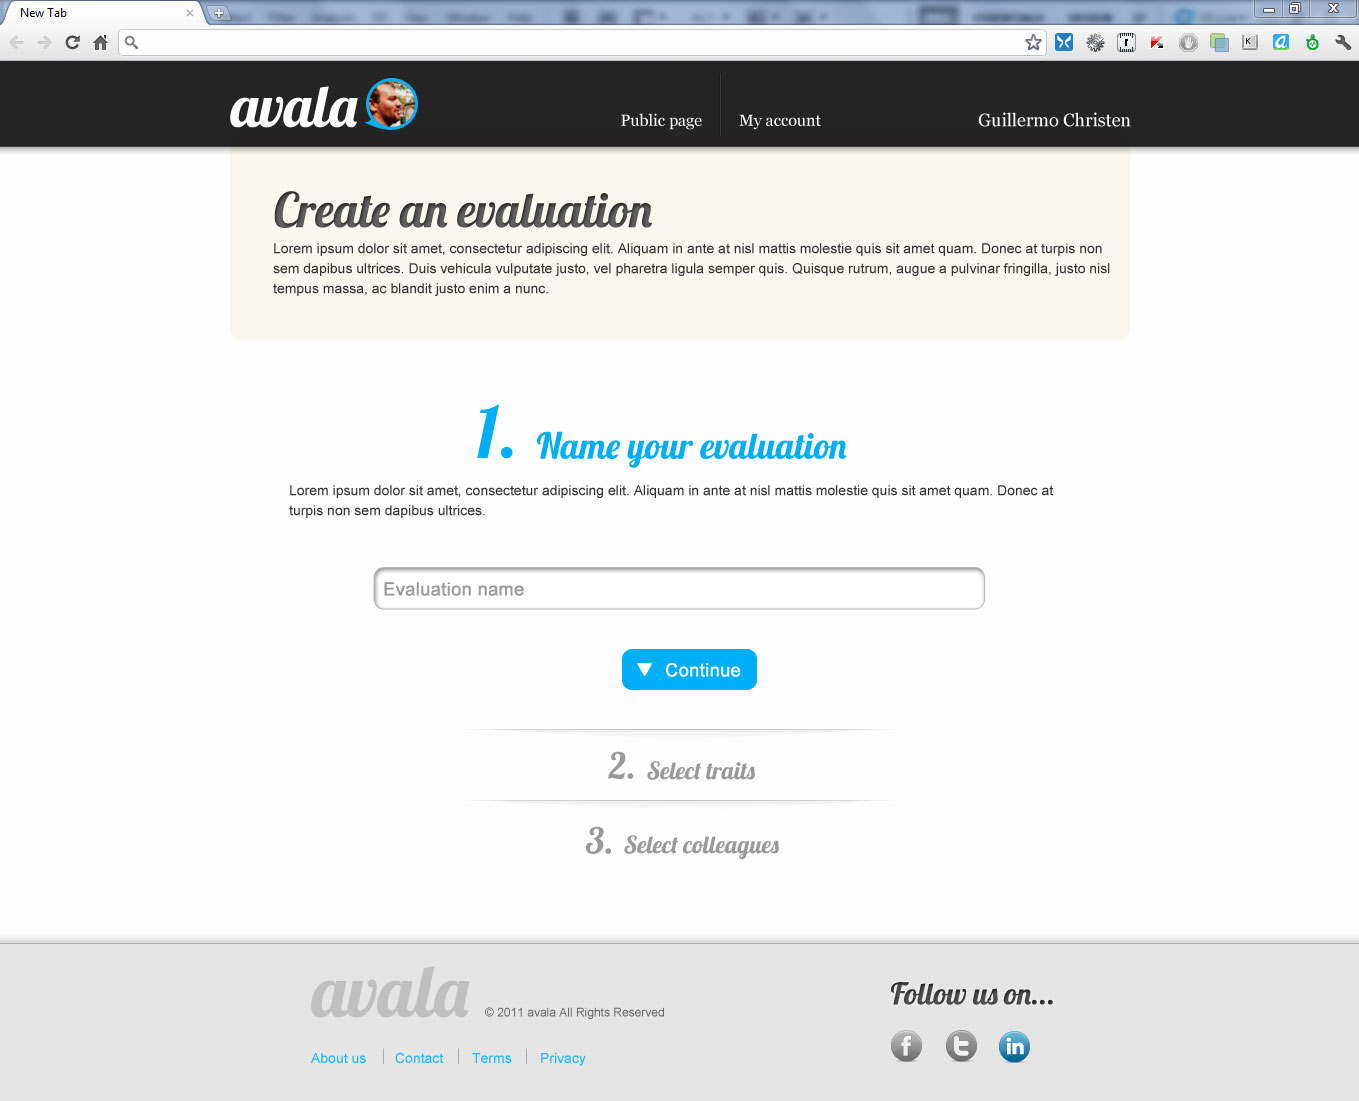 New Tab
avala
Public page
My account
Guillermo Christen
Create an evaluation
Lorem ipsum dolor sit amet, consectetur adipiscing elit. Aliquam in ante at nisl mattis molestie quis sit amet quam. Donec at turpis non
sem dapibus ultrices. Duis vehicula vulputate justo, vel pharetra ligula semper quis. Quisque rutrum, augue a pulvinar fringilla, justo nisl
tempus massa, ac blandit justo enim a nunc.
1. Name your evaluation
Lorem ipsum dolor sit amet, consectetur adipiscing elit. Aliquam in ante at nisl mattis molestie quis sit amet quam. Donec at
turpis non sem dapibus ultrices.
Evaluation name
Continue
2. Select traits
3. Select colleagues
avala © 2011 avala All Rights Reserved
Follow us on...
About us
Contact
Terms
Privacy